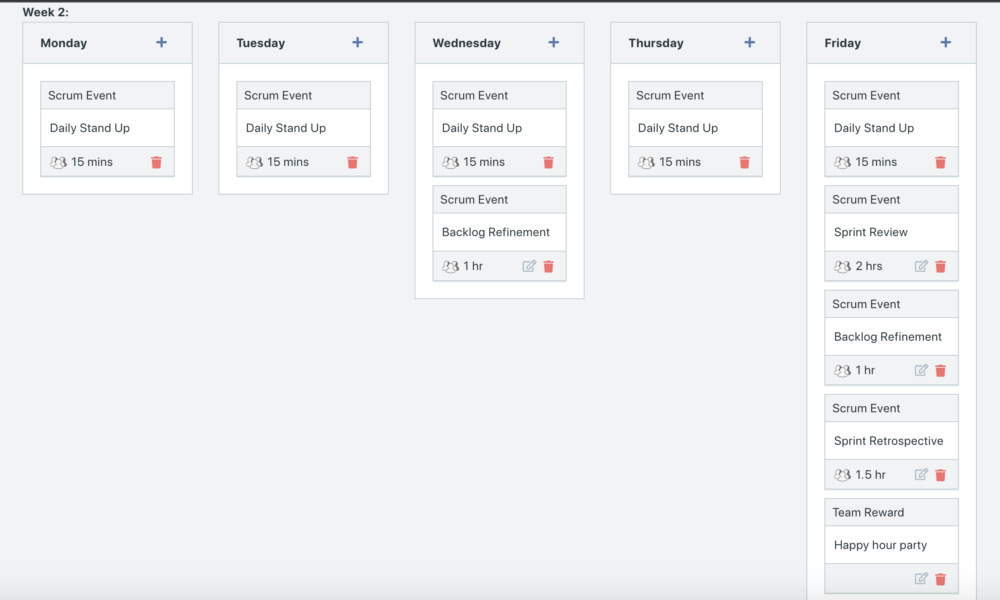 Week 2:
Monday
Scrum Event
Daily Stand Up
15 mins
Tuesday
Scrum Event
Daily Stand Up
15 mins
Wednesday
Scrum Event
Daily Stand Up
15 mins
Scrum Event
Backlog Refinement
1 hr
Thursday
Scrum Event
Daily Stand Up
15 mins
Friday
Scrum Event
Daily Stand Up
15 mins
Scrum Event
Sprint Review
2 hrs
Scrum Event
Backlog Refinement
1 hr
Scrum Event
Sprint Retrospective
1.5 hr
Team Reward
Happy hour party